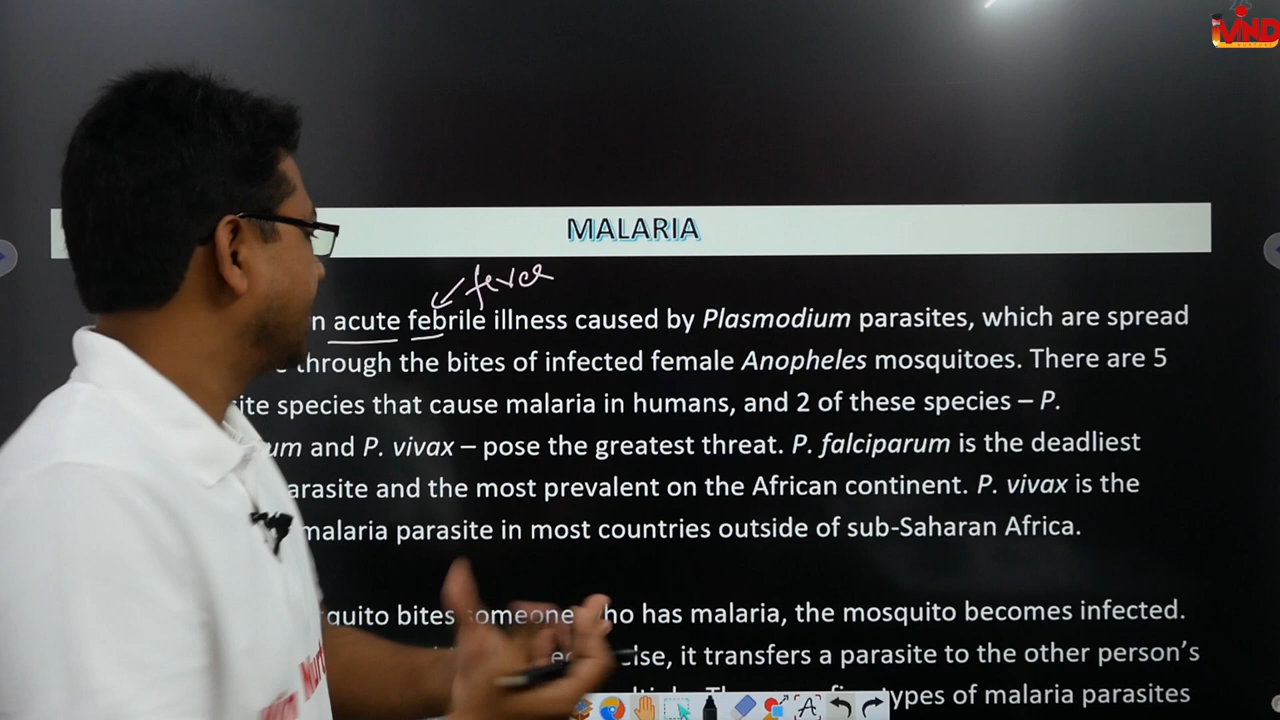 iMIND
MALARIA
fever
n acute febrile illness caused by Plasmodium parasites, which are spread
through the bites of infected female Anopheles mosquitoes. There are 5
ite species that cause malaria in humans, and 2 of these species – P.
um and P. vivax – pose the greatest threat. P. falciparum is the deadliest
arasite and the most prevalent on the African continent. P. vivax is the
malaria parasite in most countries outside of sub-Saharan Africa.
quito bites someone ho has malaria, the mosquito becomes infected.
lse, it transfers a parasite to the other person's
types of malaria parasites